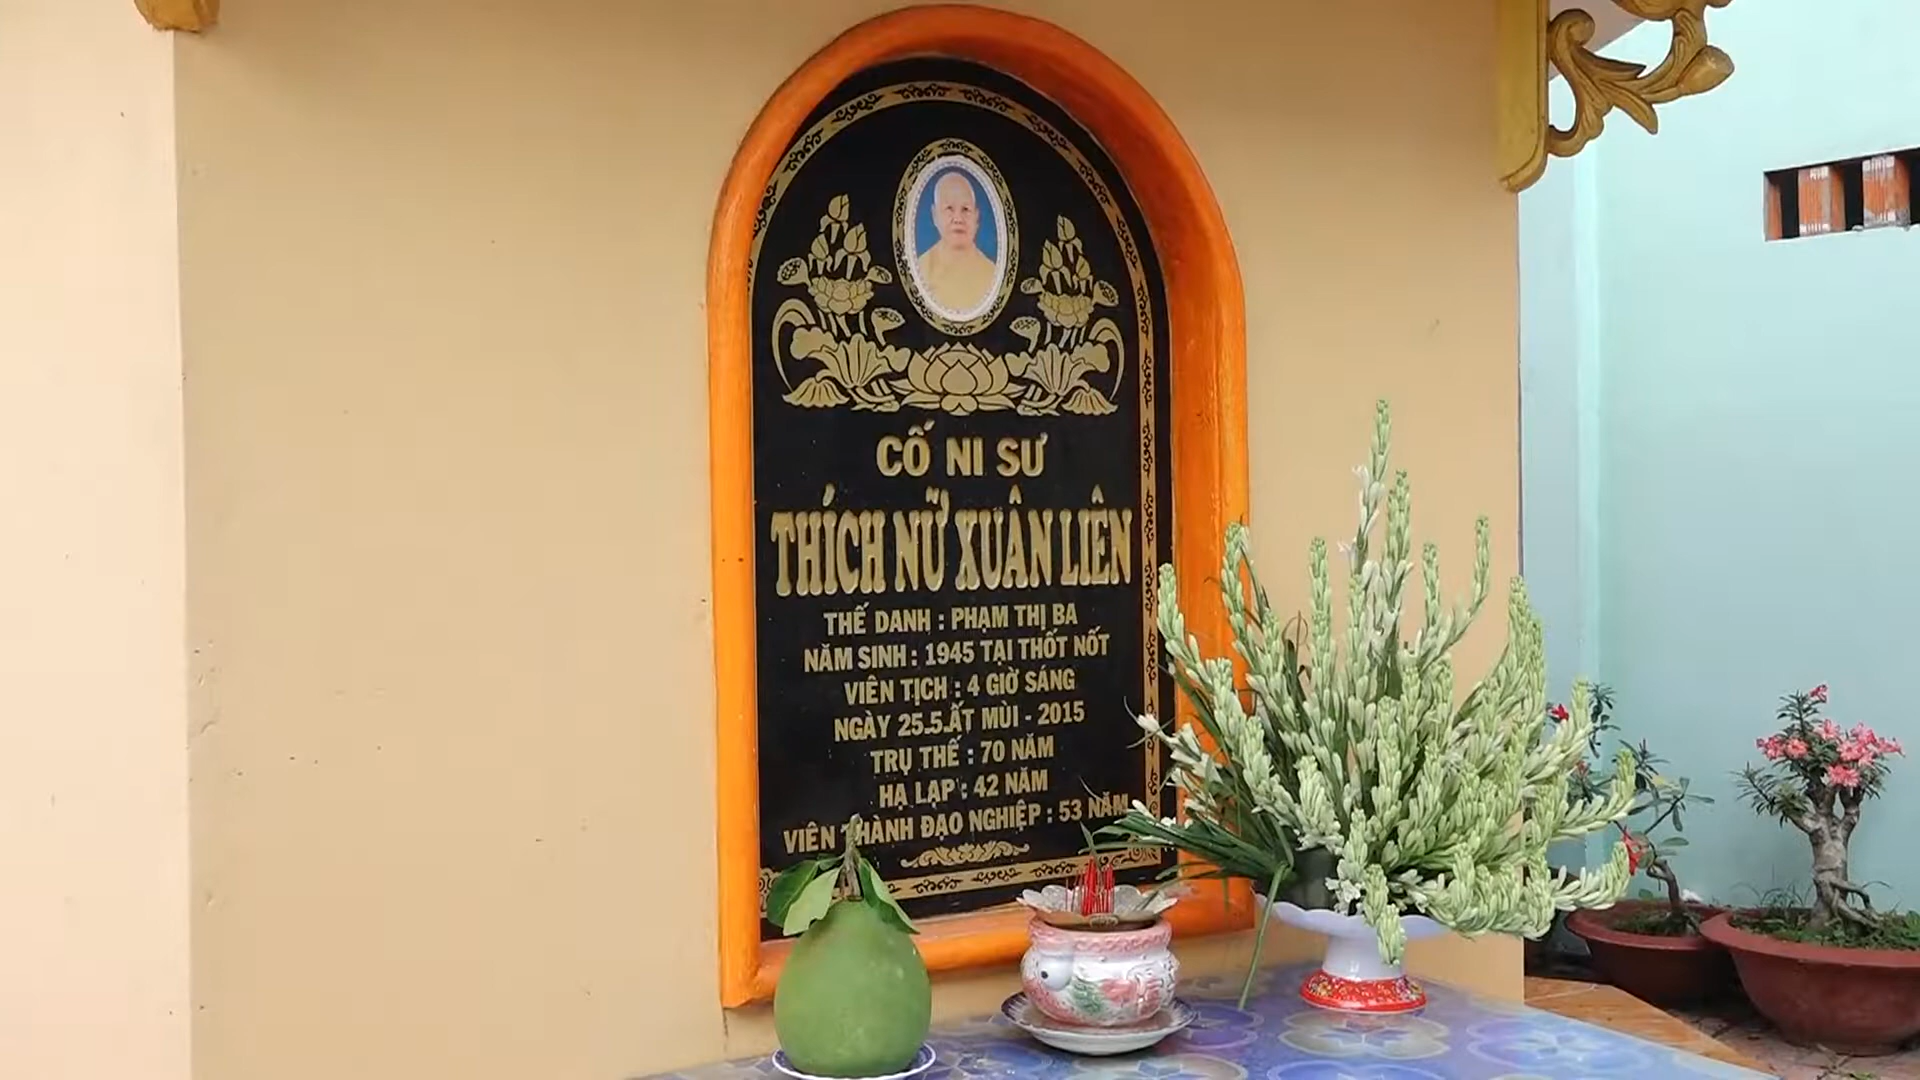 CỐ NI SƯ
THÍCH NỮ XUÂN LIÊN
THẾ DANH : PHẠM THỊ BA
NĂM SINH : 1945 TẠI THỐT NỐT
VIÊN TỊCH : 4 GIỜ SÁNG
NGÀY 25.5.ẤT MÙI - 2015
TRỤ THẾ : 70 NĂM
HẠ LẠP : 42 NĂM
VIÊN THÀNH ĐẠO NGHIỆP : 53 NĂM